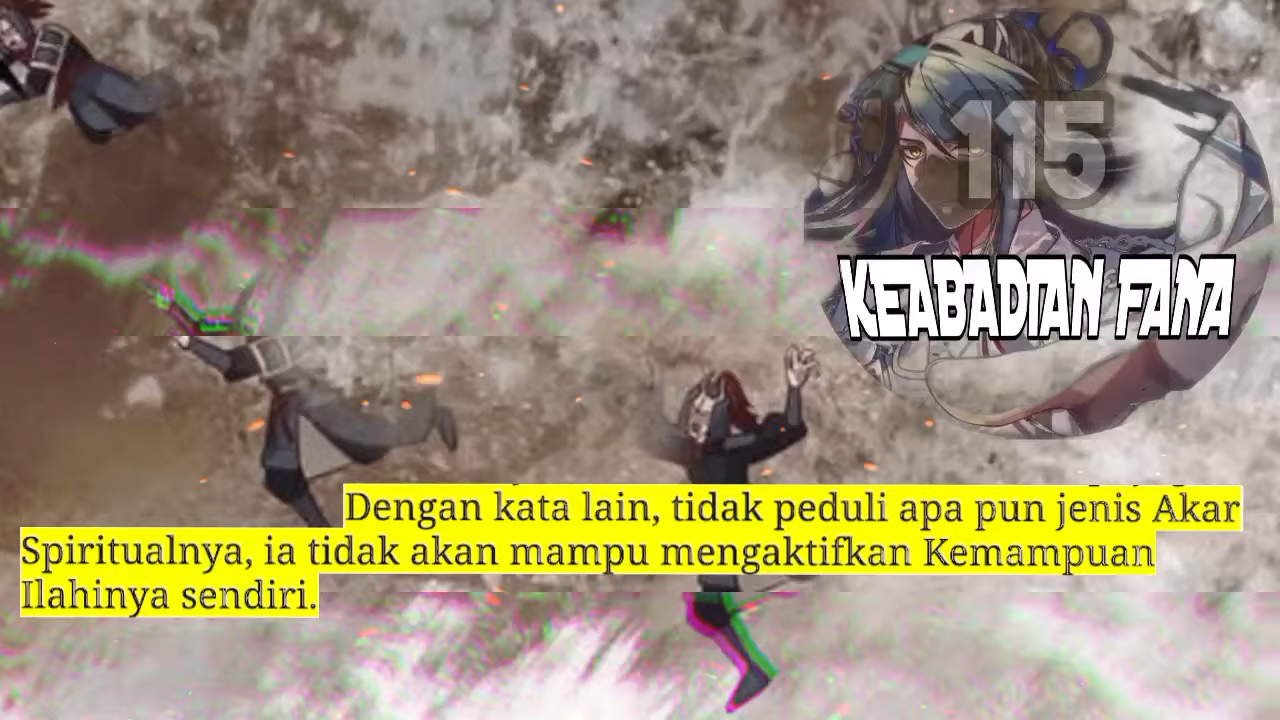 115
KEABADIAN FANA
Dengan kata lain, tidak peduli apa pun jenis Akar
Spiritualnya, ia tidak akan mampu mengaktifkan Kemampuan
Ilahinya sendiri.